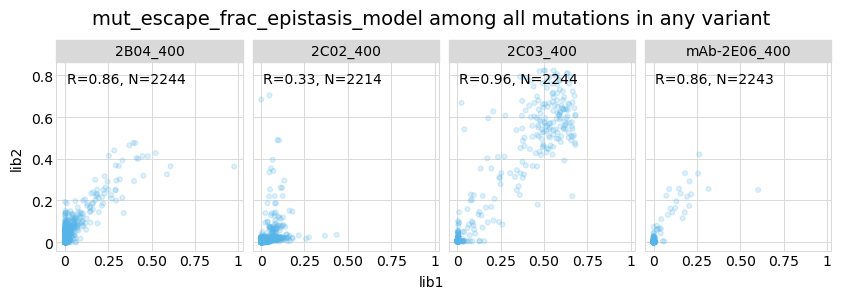 mut_escape_frac_epistasis_model among all mutations in any variant
2B04_400 2C02_400 2C03_400 mAb-2E06_400
R=0.86, N=2244 R=0.33, N=2214 R=0.96, N=2244 R=0.86, N=2243
0.8
0.6
0.4
0.2
0
lib2
0 0.25 0.50 0.75 1 0 0.25 0.50 0.75 1 0 0.25 0.50 0.75 1 0 0.25 0.50 0.75 1
lib1